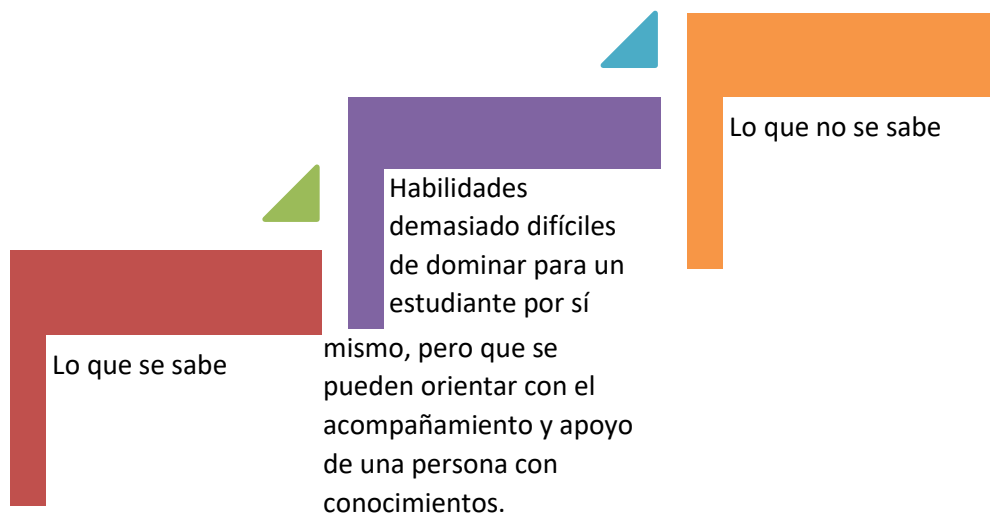 Lo que se sabe
Habilidades
demasiado difíciles
de dominar para un
estudiante por sí
mismo, pero que se
pueden orientar con el
acompañamiento y apoyo
de una persona con
conocimientos.
Lo que no se sabe